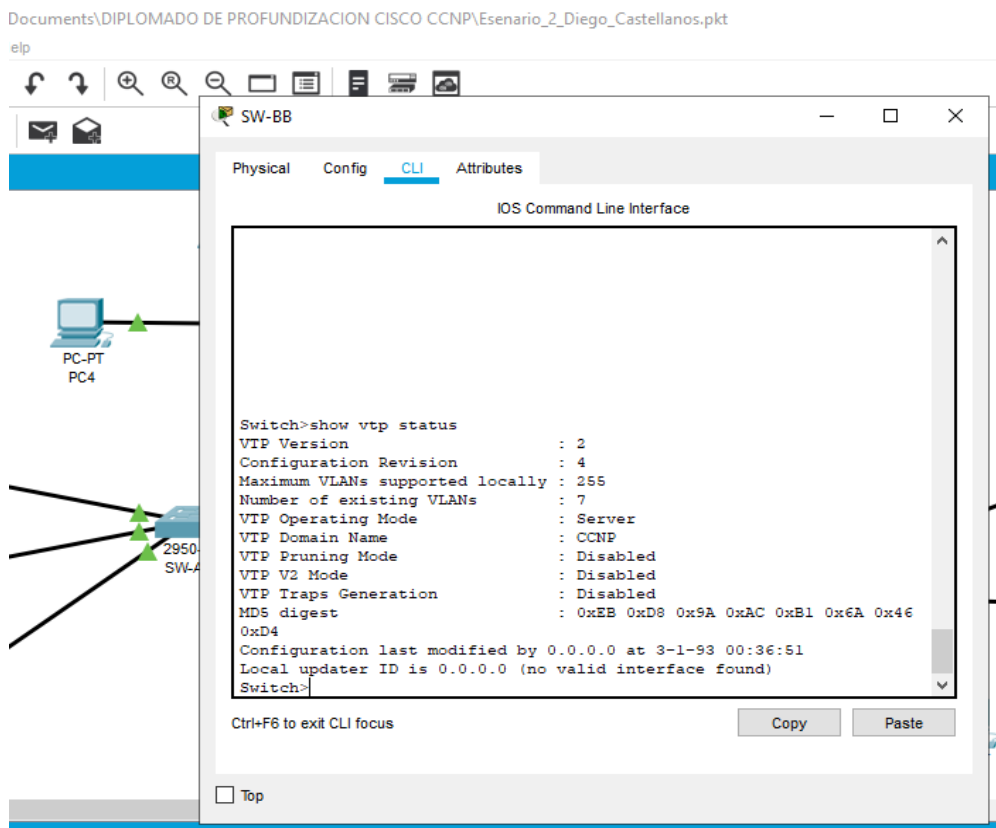 Documents\DIPLOMADO DE PROFUNDIZACION CISCO CCNP\Esenario_2_Diego_Castellanos.pkt
elp
SW-BB
Physical Config CLI Attributes
IOS Command Line Interface
PC-PT
PC4
2950-
SW-A
Switch>show vtp status
VTP Version : 2
Configuration Revision : 4
Maximum VLANs supported locally : 255
Number of existing VLANs : 7
VTP Operating Mode : Server
VTP Domain Name : CCNP
VTP Pruning Mode : Disabled
VTP V2 Mode : Disabled
VTP Traps Generation : Disabled
MD5 digest : 0xEB 0xD8 0x9A 0xAC 0xB1 0x6A 0x46
0xD4
Configuration last modified by 0.0.0.0 at 3-1-93 00:36:51
Local updater ID is 0.0.0.0 (no valid interface found)
Switch>
Ctrl+F6 to exit CLI focus
Copy Paste
Top